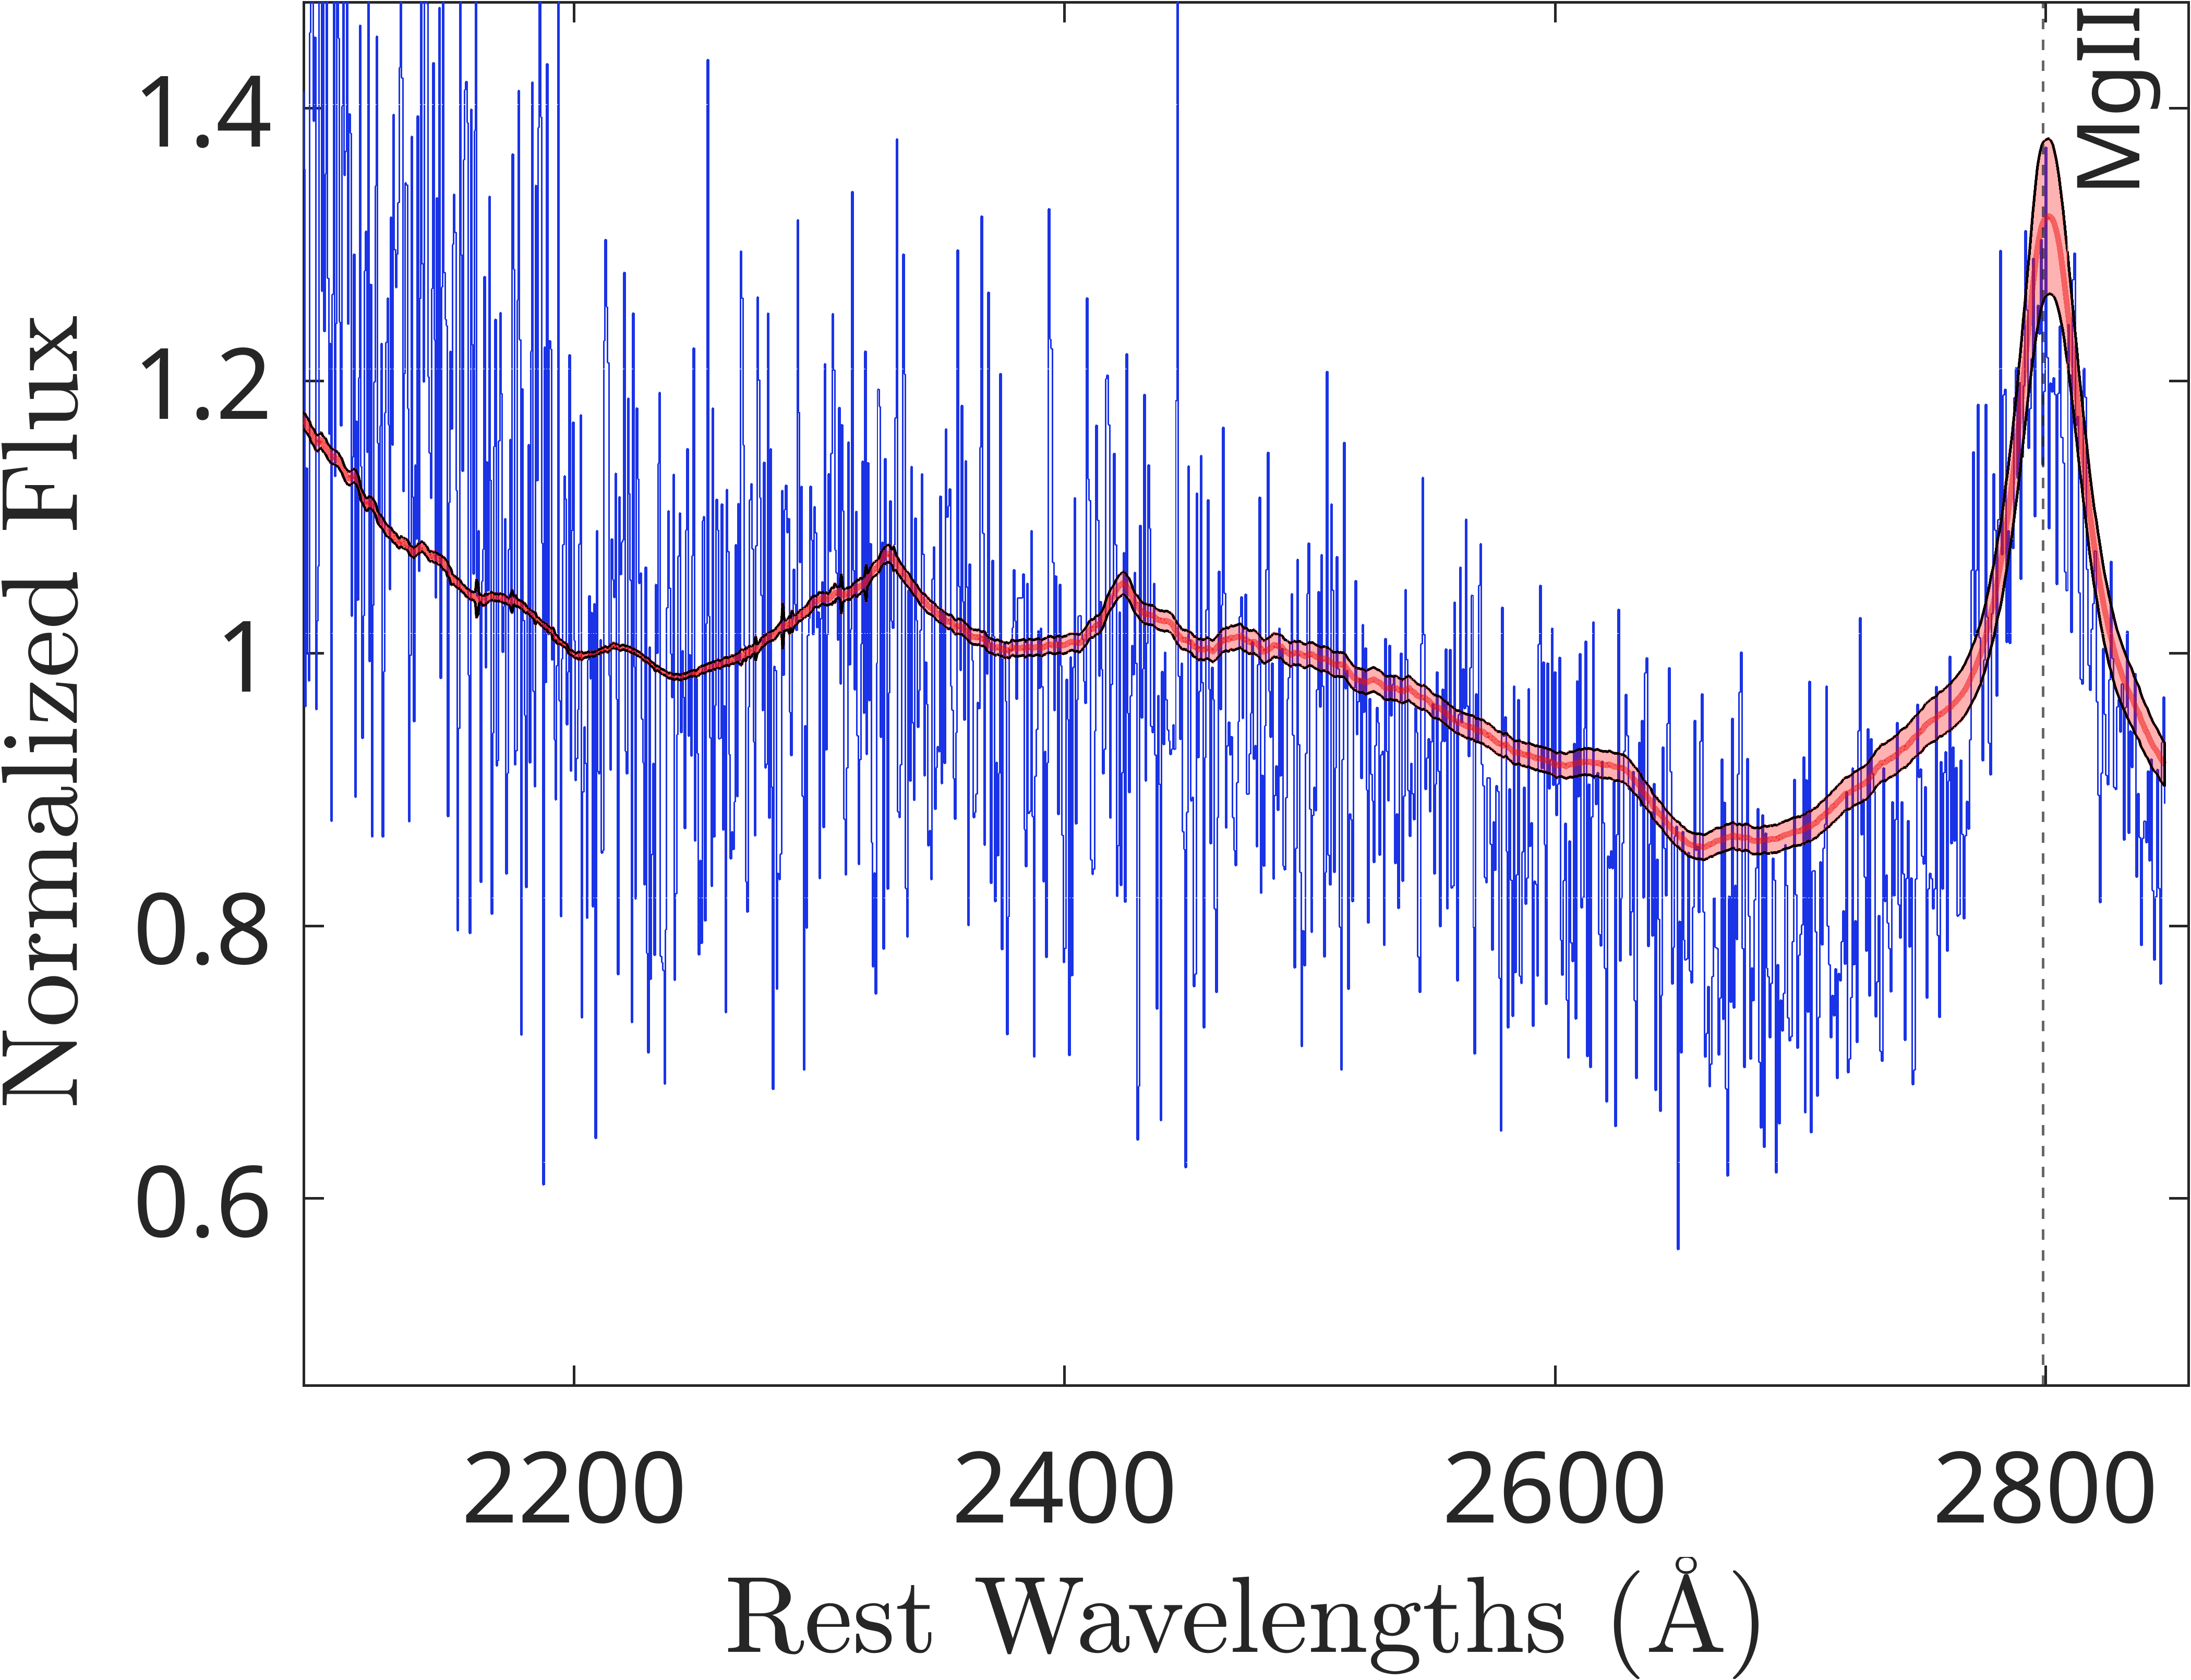 MgII
1.4
1.2
1
0.8
0.6
Normalized Flux
2200 2400 2600 2800
Rest Wavelengths (Å)